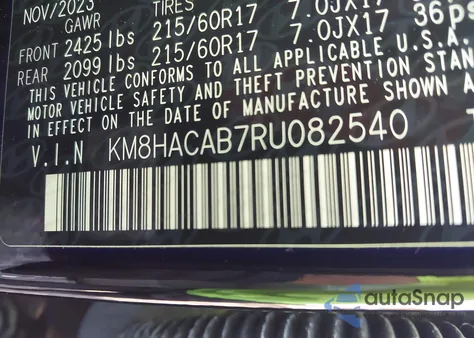 NOV/2023
GAWR TIRES
FRONT 2425 lbs 215/60R17 7.0JX17 36ps
REAR 2099 lbs 215/60R17 7.0JX17
THIS VEHICLE CONFORMS TO ALL APPLICABLE U.S.A.
MOTOR VEHICLE SAFETY AND THEFT PREVENTION STAN
IN EFFECT ON THE DATE OF MANUFACTURE SHOWN A
V.I.N KM8HACAB7RU082540
autoSnap